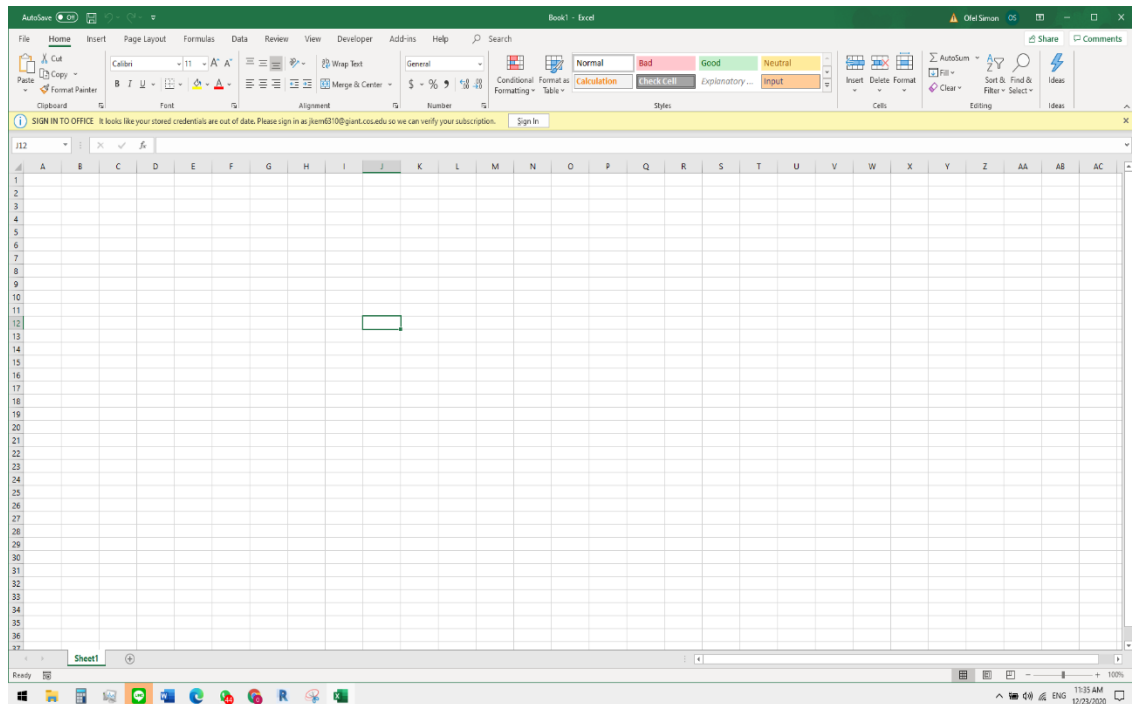 AutoSave Off Book1 - Excel Ofel Simon OS
File Home Insert Page Layout Formulas Data Review View Developer Add-ins Help Search Share Comments
Cut
Copy
Format Painter
Paste
Clipboard
Calibri 11 A^ A˅
B I U A
Font
Wrap Text
Merge & Center
Alignment
General
$ % 9
Number
Conditional Formatting
Format as Table
Normal Bad Good Neutral
Calculation Check Cell Explanatory ... Input
Styles
Insert Delete Format
Cells
AutoSum
Fill
Clear
Sort & Filter
Find & Select
Editing
Ideas
Ideas
SIGN IN TO OFFICE It looks like your stored credentials are out of date. Please sign in as jkem6310@giant.cos.edu so we can verify your subscription. Sign In
J12 fx
A B C D E F G H I J K L M N O P Q R S T U V W X Y Z AA AB AC
1
2
3
4
5
6
7
8
9
10
11
12
13
14
15
16
17
18
19
20
21
22
23
24
25
26
27
28
29
30
31
32
33
34
35
36
37
Sheet1
Ready 100%
44 R ENG 11:35 AM
12/23/2020